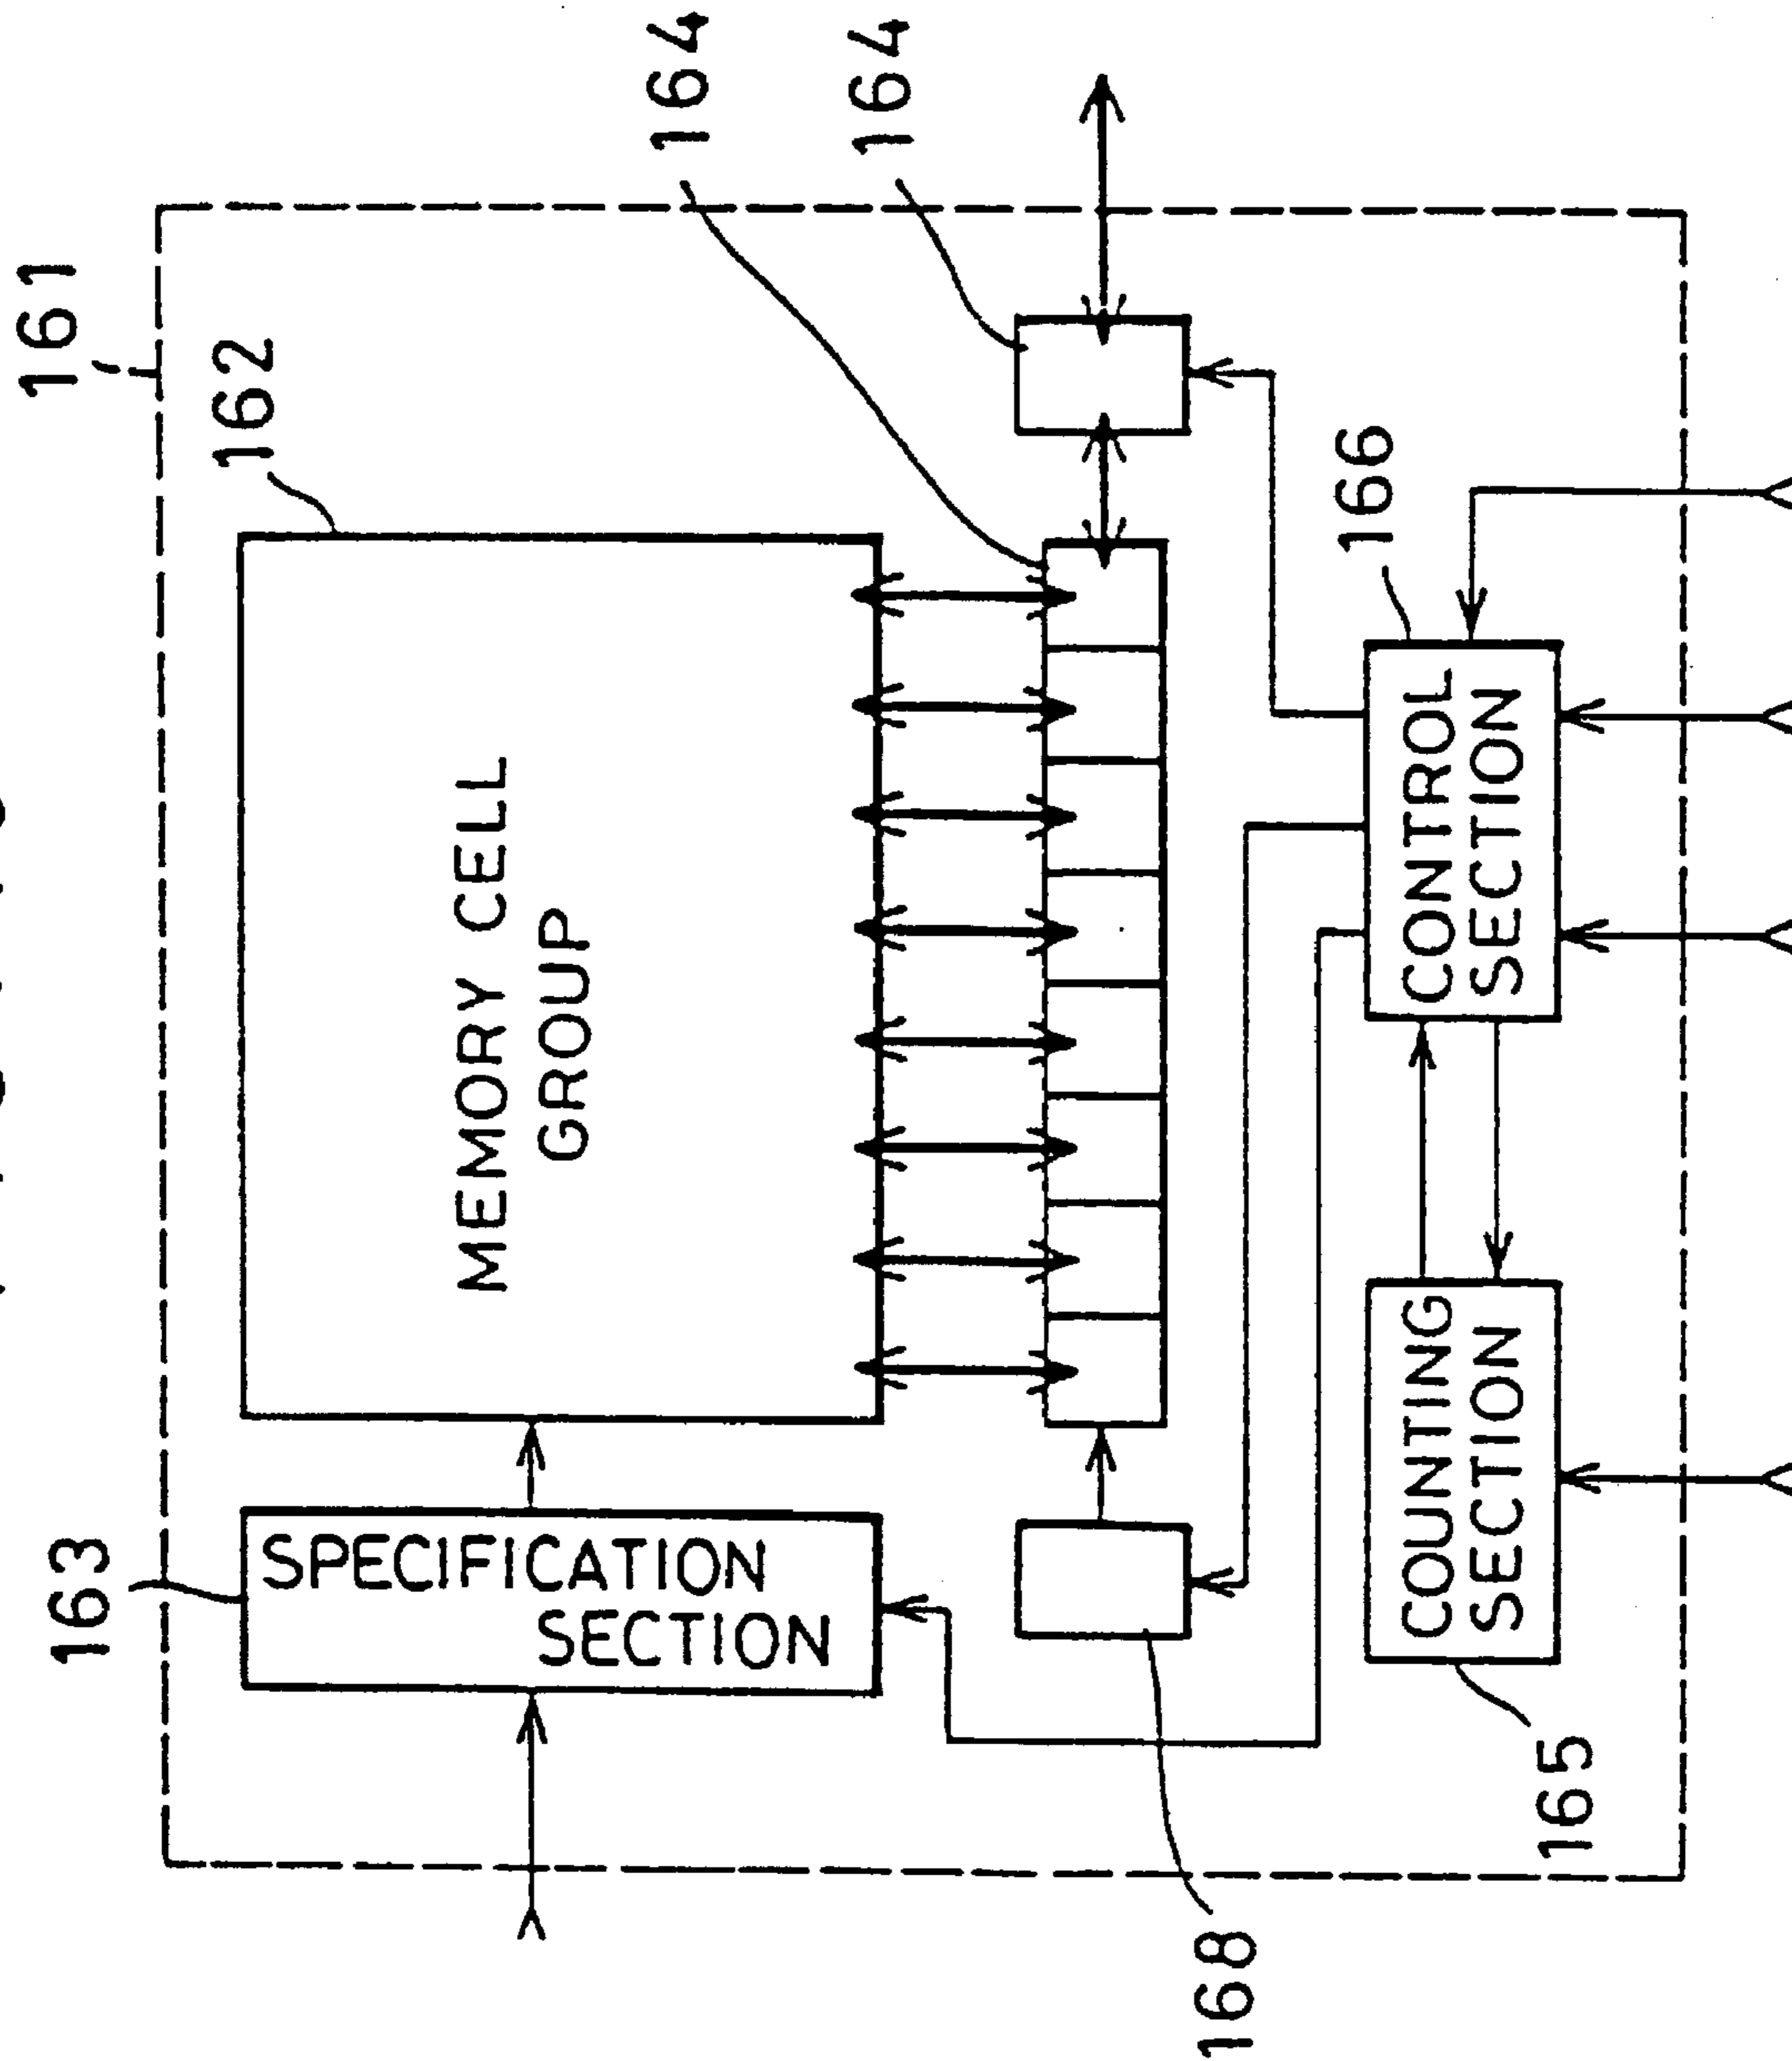 161
162
163
164
164
MEMORY CELL
GROUP
SPECIFICATION
SECTION
166
CONTROL
SECTION
COUNTING
SECTION
165
168